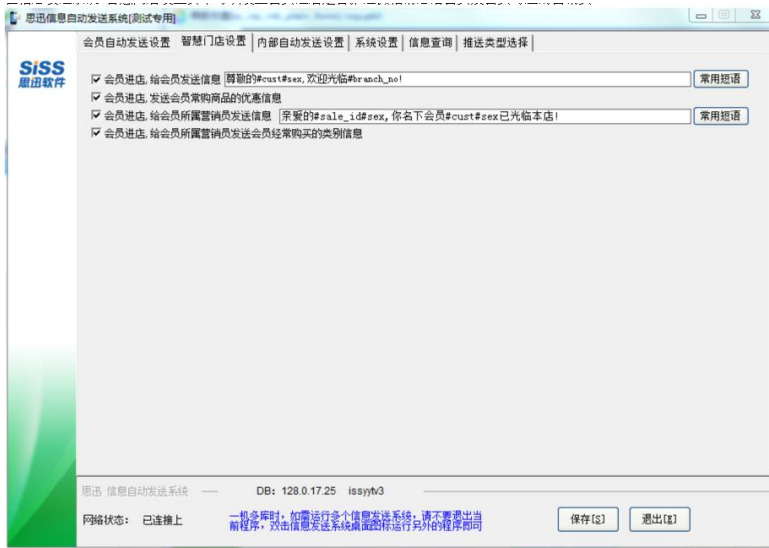 思迅信息自动发送系统[测试专用]
会员自动发送设置 智慧门店设置 内部自动发送设置 系统设置 信息查询 推送类型选择
SiSS
思迅软件
会员进店,给会员发送信息 尊敬的#cust#sex,欢迎光临#branch_no! 常用短语
会员进店,发送会员常购商品的优惠信息
会员进店,给会员所属营销员发送信息 亲爱的#sale_id#sex,你名下会员#cust#sex已光临本店! 常用短语
会员进店,给会员所属营销员发送会员经常购买的类别信息
思迅 信息自动发送系统 DB: 128.0.17.25 issyytv3
网络状态: 已连接上
一机多库时,如需运行多个信息发送系统,请不要退出当
前程序,双击信息发送系统桌面图标运行另外的程序即可
保存[S] 退出[E]